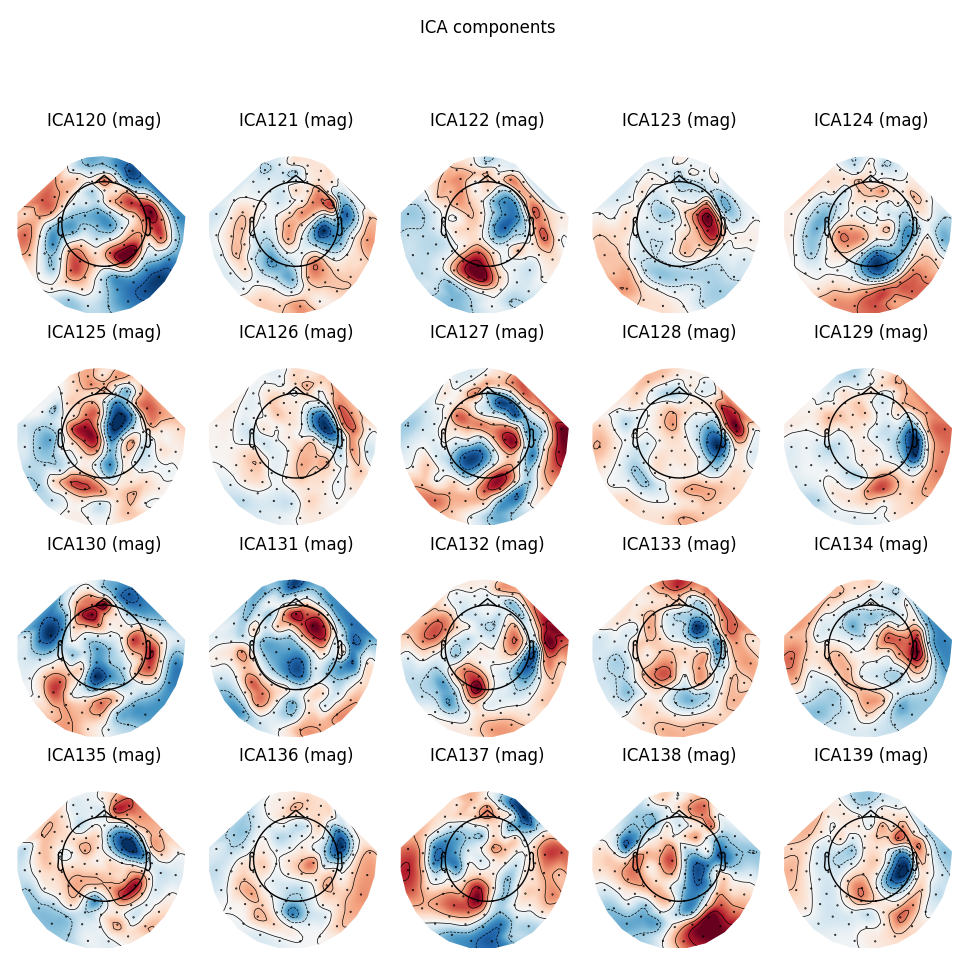 ICA components
ICA120 (mag) ICA121 (mag) ICA122 (mag) ICA123 (mag) ICA124 (mag)
ICA125 (mag) ICA126 (mag) ICA127 (mag) ICA128 (mag) ICA129 (mag)
ICA130 (mag) ICA131 (mag) ICA132 (mag) ICA133 (mag) ICA134 (mag)
ICA135 (mag) ICA136 (mag) ICA137 (mag) ICA138 (mag) ICA139 (mag)